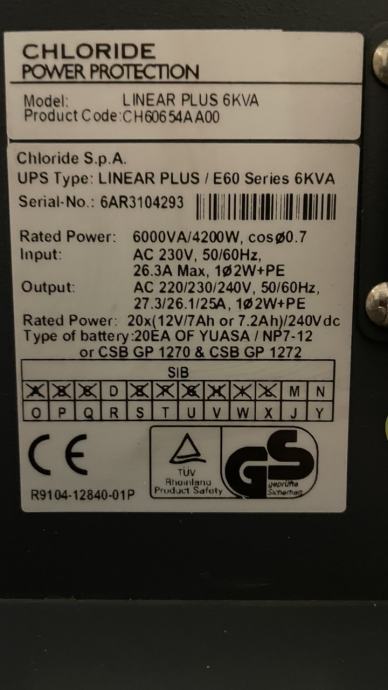 CHLORIDE
POWER PROTECTION
Model: LINEAR PLUS 6KVA
Product Code:CH60654AA00
Chloride S.p.A.
UPS Type: LINEAR PLUS / E60 Series 6KVA
Serial-No.: 6AR3104293
Rated Power: 6000VA/4200W, cosø0.7
Input: AC 230V, 50/60Hz,
26.3A Max, 1ø2W+PE
Output: AC 220/230/240V, 50/60Hz,
27.3/26.1/25A, 1ø2W+PE
Rated Power: 20x(12V/7Ah or 7.2Ah)/240Vdc
Type of battery:20EA OF YUASA / NP7-12
or CSB GP 1270 & CSB GP 1272
SIB
A B C D M N
O P Q R S T U V W X J Y
CE
TÜV
Rheinland
Product Safety
GS
geprüfte
Sicherheit
R9104-12840-01P